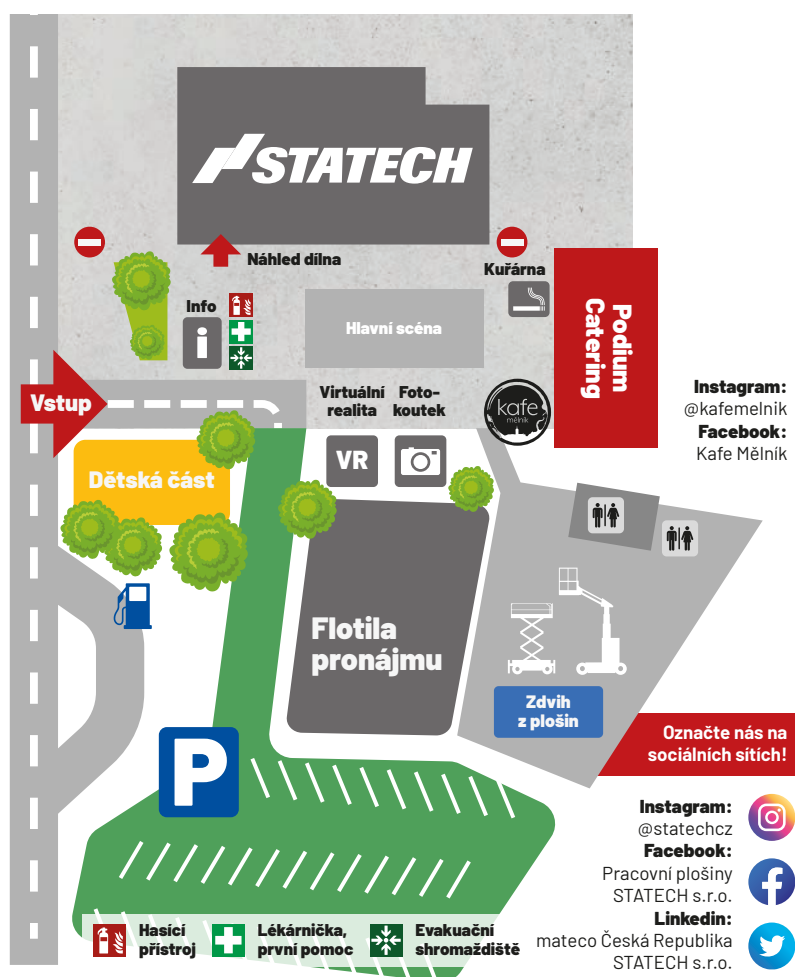 STATECH
Náhled dílna
Kuřárna
Info
Hlavní scéna
Podium
Catering
Vstup
Virtuální
realita
Foto-
koutek
VR
kafe
mělník
Instagram:
@kafemelnik
Facebook:
Kafe Mělník
Dětská část
Flotila
pronájmu
Zdvih
z plošin
P
Označte nás na
sociálních sítích!
Instagram:
@statechcz
Facebook:
Pracovní plošiny
STATECH s.r.o.
Linkedin:
mateco Česká Republika
STATECH s.r.o.
Hasicí
přístroj
Lékárnička,
první pomoc
Evakuační
shromaždiště